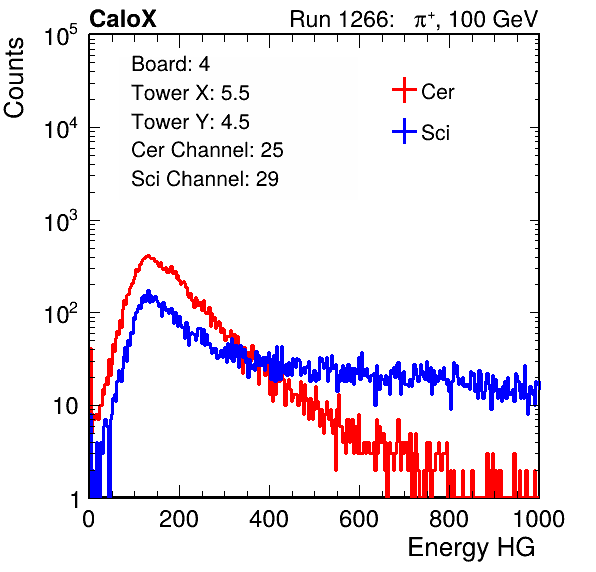 CaloX Run 1266: π⁺, 100 GeV
Counts
10⁵
10⁴
10³
10²
10
1
Board: 4
Tower X: 5.5
Tower Y: 4.5
Cer Channel: 25
Sci Channel: 29
Cer
Sci
0 200 400 600 800 1000
Energy HG